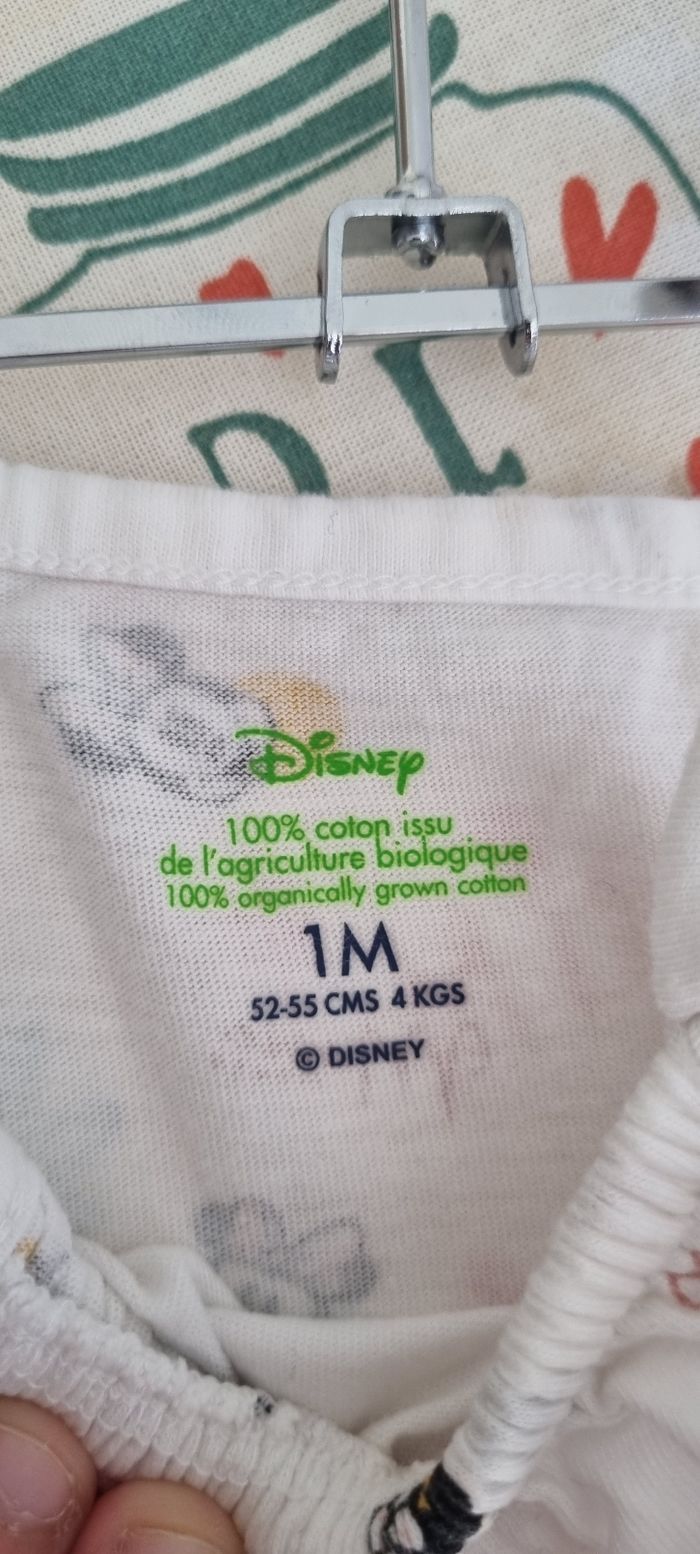 DISNEY
100% coton issu
de l'agriculture biologique
100% organically grown cotton
1M
52-55 CMS 4 KGS
© DISNEY